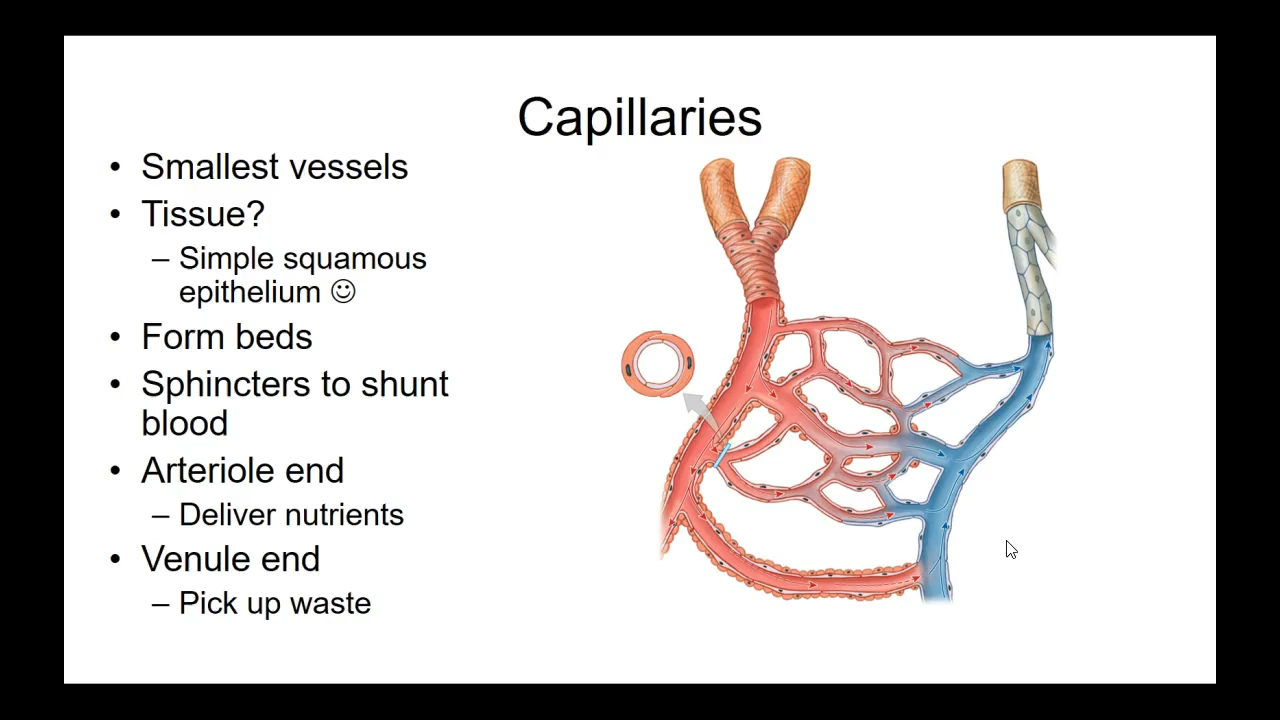 Capillaries
• Smallest vessels
• Tissue?
– Simple squamous
epithelium ☺
• Form beds
• Sphincters to shunt
blood
• Arteriole end
– Deliver nutrients
• Venule end
– Pick up waste